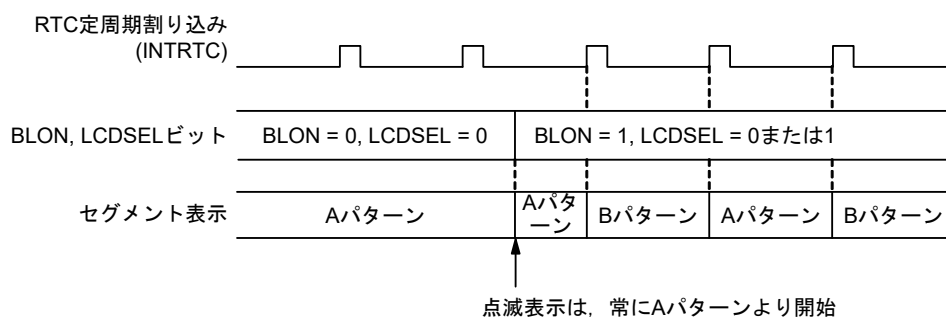 RTC定周期割り込み
(INTRTC)
BLON, LCDSELビット
BLON = 0, LCDSEL = 0
BLON = 1, LCDSEL = 0または1
セグメント表示
Aパターン
Aパタ
ーン
Bパターン
Aパターン
Bパターン
点滅表示は，常にAパターンより開始